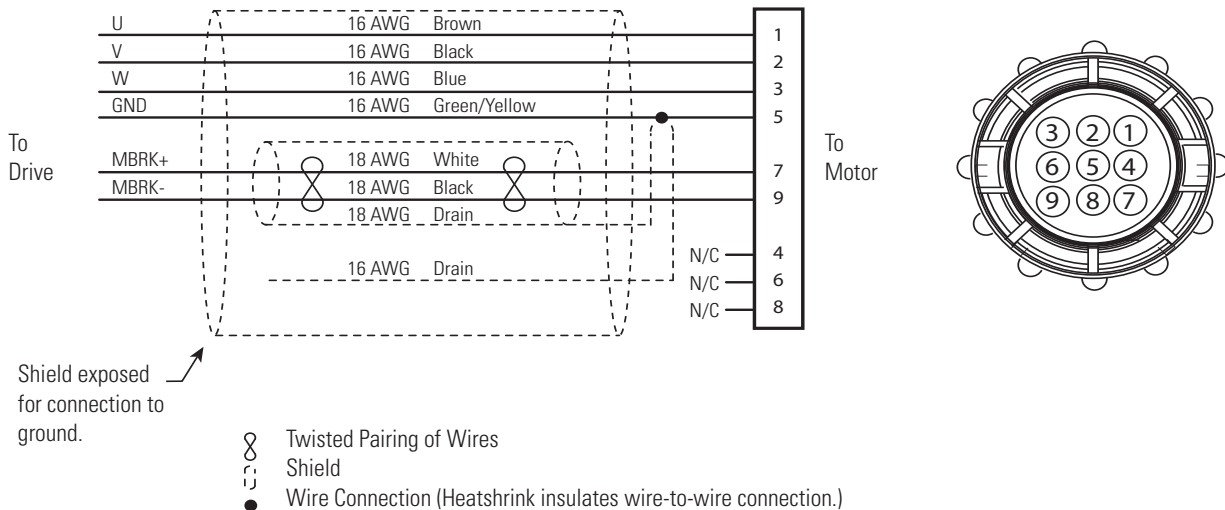 U 16 AWG Brown 1
V 16 AWG Black 2
W 16 AWG Blue 3
GND 16 AWG Green/Yellow 5
To
Drive
MBRK+ 18 AWG White 7
MBRK- 18 AWG Black 9
18 AWG Drain
16 AWG Drain
N/C 4
N/C 6
N/C 8
To
Motor
3 2 1
6 5 4
9 8 7
Shield exposed
for connection to
ground.
Twisted Pairing of Wires
Shield
Wire Connection (Heatshrink insulates wire-to-wire connection.)